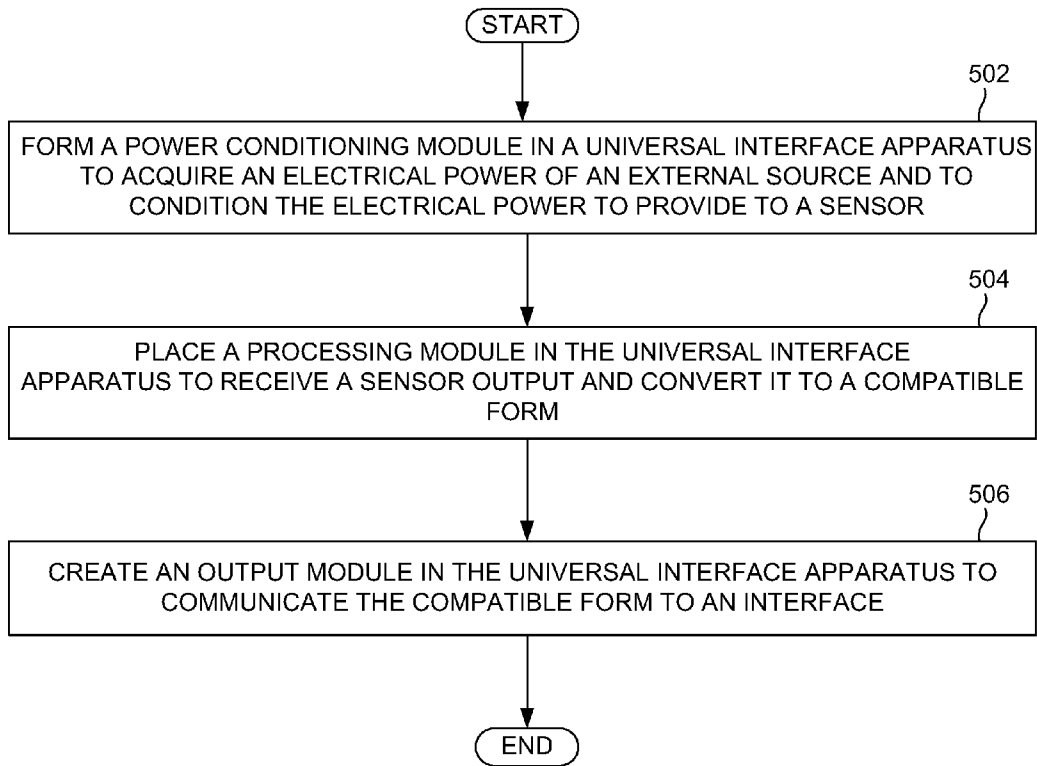 START
502
FORM A POWER CONDITIONING MODULE IN A UNIVERSAL INTERFACE APPARATUS
TO ACQUIRE AN ELECTRICAL POWER OF AN EXTERNAL SOURCE AND TO
CONDITION THE ELECTRICAL POWER TO PROVIDE TO A SENSOR
504
PLACE A PROCESSING MODULE IN THE UNIVERSAL INTERFACE
APPARATUS TO RECEIVE A SENSOR OUTPUT AND CONVERT IT TO A COMPATIBLE
FORM
506
CREATE AN OUTPUT MODULE IN THE UNIVERSAL INTERFACE APPARATUS TO
COMMUNICATE THE COMPATIBLE FORM TO AN INTERFACE
END